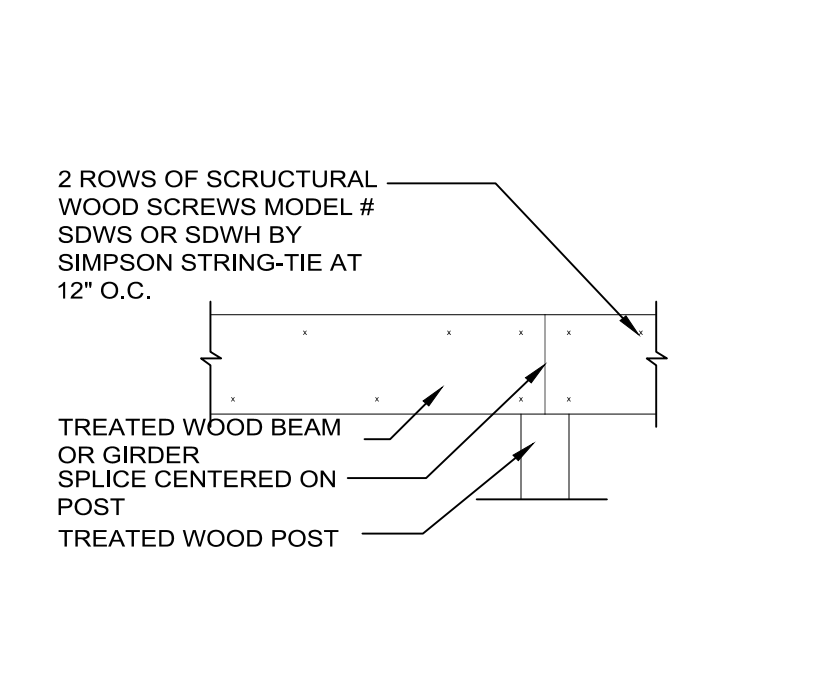 2 ROWS OF SCRUCTURAL
WOOD SCREWS MODEL #
SDWS OR SDWH BY
SIMPSON STRING-TIE AT
12" O.C.
TREATED WOOD BEAM
OR GIRDER
SPLICE CENTERED ON
POST
TREATED WOOD POST